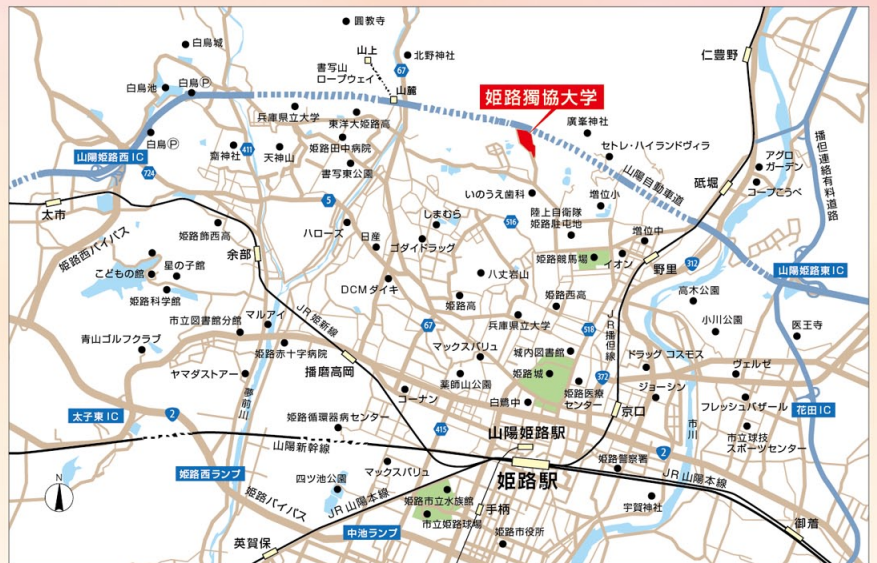 圓教寺
白鳥城
山上
書写山
ロープウェイ
北野神社
67
仁豊野
白鳥池
白鳥Ⓟ
山麓
姫路獨協大学
兵庫県立大学
東洋大姫路高
廣峯神社
白鳥Ⓟ
山陽姫路西IC
齋神社
411
天神山
姫路田中病院
書写東公園
セトレ・ハイランドヴィラ
山陽自動車道
アグロ
ガーデン
コープこうべ
播但連絡有料道路
砥堀
724
太市
5
いのうえ歯科
増位小
陸上自衛隊
姫路駐屯地
516
しまむら
姫路飾西高
ハローズ
日産
ゴダイドラッグ
増位中
姫路西バイパス
余部
姫路競馬場
イオン
野里
312
山陽姫路東IC
こどもの館
星の子館
姫路科学館
DCMダイキ
八丈岩山
高木公園
JR姫新線
姫路高
姫路西高
市立図書館分館
マルアイ
67
兵庫県立大学
518
JR播但線
小川公園
医王寺
青山ゴルフクラブ
姫路赤十字病院
マックスバリュ
城内図書館
ドラッグ コスモス
播磨高岡
ヤマダストアー
薬師山公園
姫路城
372
ヴェルゼ
夢前川
コーナン
白鷺中
姫路医療
センター
ジョーシン
フレッシュバザール
太子東IC
2
姫路循環器病センター
415
京口
花田IC
市川
市立球技
スポーツセンター
山陽姫路駅
山陽新幹線
2
姫路西ランプ
マックスバリュ
姫路駅
姫路警察署
JR山陽本線
N
四ツ池公園
姫路バイパス
JR山陽本線
姫路市立水族館
手柄
宇賀神社
市立姫路球場
御着
中池ランプ
英賀保
姫路市役所